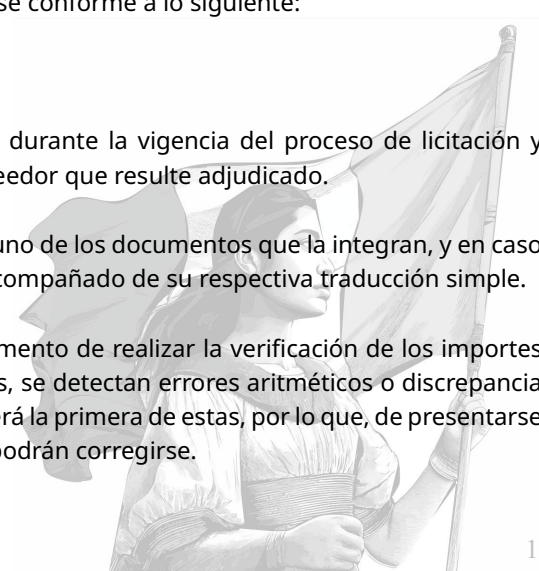 se conforme a lo siguiente:
durante la vigencia del proceso de licitación y
eedor que resulte adjudicado.
uno de los documentos que la integran, y en caso
compañado de su respectiva traducción simple.
mento de realizar la verificación de los importes
s, se detectan errores aritméticos o discrepancia
erá la primera de estas, por lo que, de presentarse
podrán corregirse.
1